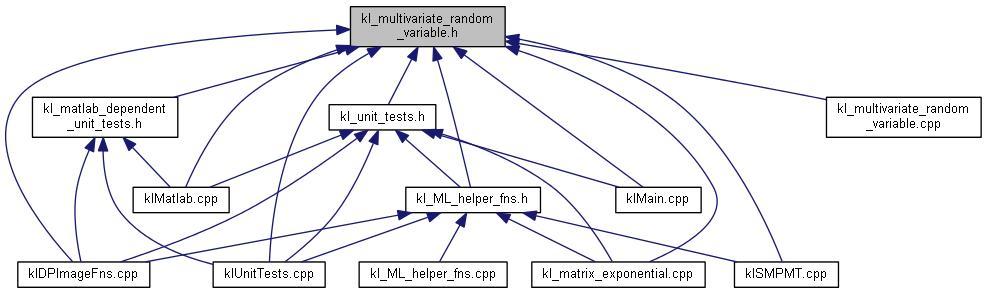 kl_multivariate_random
_variable.h
kl_matlab_dependent
_unit_tests.h
kl_unit_tests.h
kl_multivariate_random
_variable.cpp
klMatlab.cpp
kl_ML_helper_fns.h
klMain.cpp
klDPImageFns.cpp
klUnitTests.cpp
kl_ML_helper_fns.cpp
kl_matrix_exponential.cpp
klSMPMT.cpp